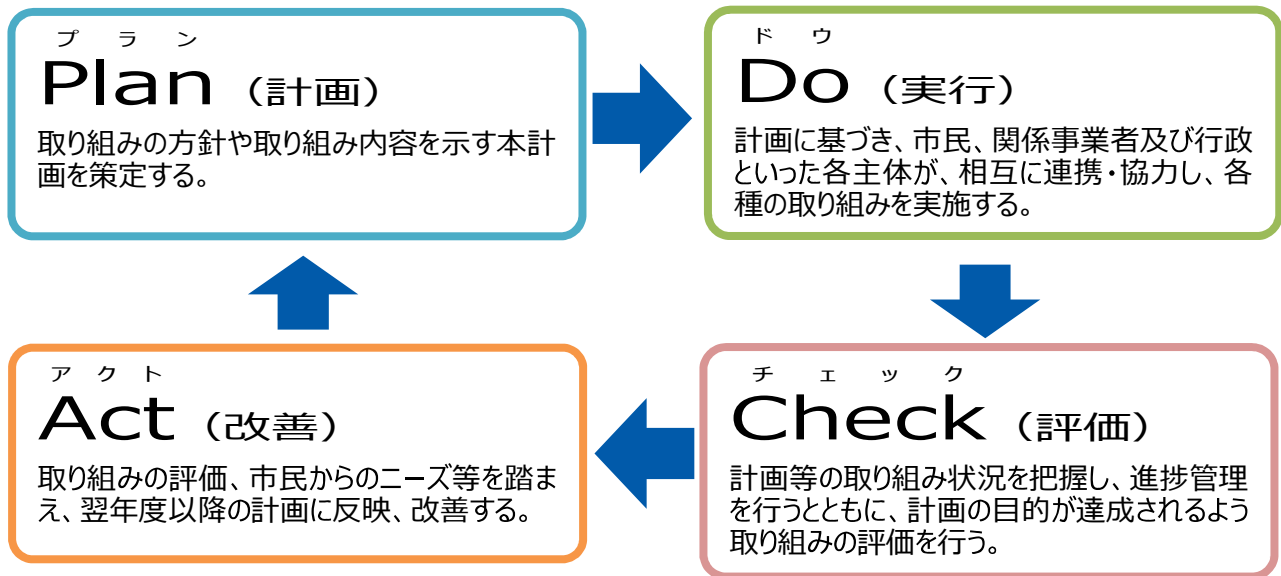 プラン
Plan（計画）
取り組みの方針や取り組み内容を示す本計
画を策定する。
ドウ
Do（実行）
計画に基づき、市民、関係事業者及び行政
といった各主体が、相互に連携・協力し、各
種の取り組みを実施する。
アクト
Act（改善）
取り組みの評価、市民からのニーズ等を踏ま
え、翌年度以降の計画に反映、改善する。
チェック
Check（評価）
計画等の取り組み状況を把握し、進捗管理
を行うとともに、計画の目的が達成されるよう
取り組みの評価を行う。